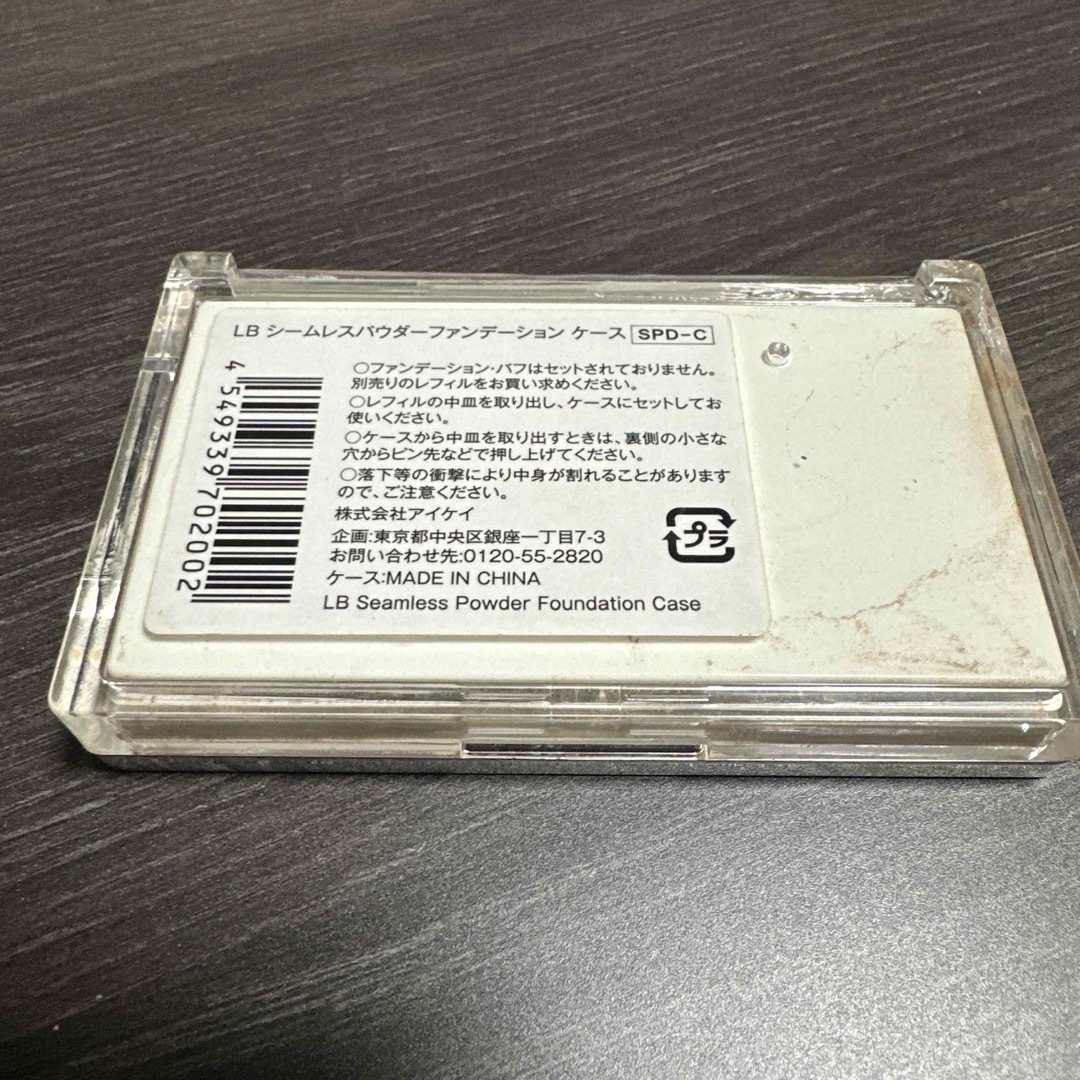 LB シームレスパウダーファンデーション ケース SPD-C
○ファンデーション・パフはセットされておりません。
別売りのレフィルをお買い求めください。
○レフィルの中皿を取り出し、ケースにセットしてお
使いください。
○ケースから中皿を取り出すときは、裏側の小さな
穴からピン先などで押し上げてください。
○落下等の衝撃により中身が割れることがあります
ので、ご注意ください。
株式会社アイケイ
企画:東京都中央区銀座一丁目7-3
お問い合わせ先:0120-55-2820
ケース:MADE IN CHINA
LB Seamless Powder Foundation Case
プラ
4549339702002